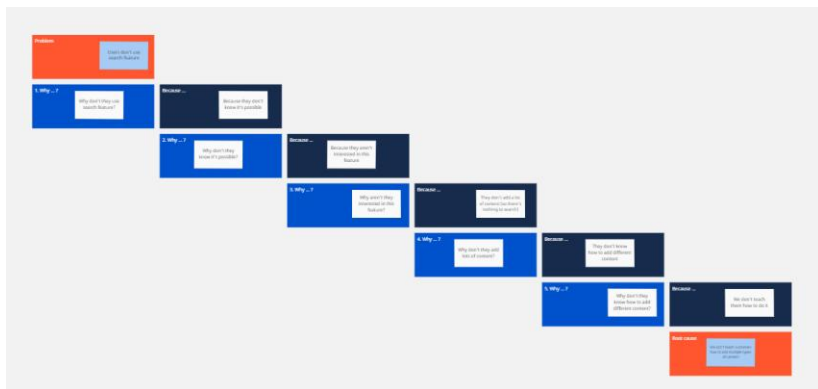 Problem
Users don't use
search feature
1. Why ... ?
Why don't they use
search feature?
Because ...
Because they don't
know it's possible
2. Why ... ?
Why don't they
know it's possible?
Because ...
Because they aren't
interested in this
feature
3. Why ... ?
Why aren't they
interested in this
feature?
Because ...
They don't add a lot
of content (so there's
nothing to search)
4. Why ... ?
Why don't they add
lots of content?
Because ...
They don't know
how to add different
content
5. Why ... ?
Why don't they
know how to add
different content?
Because ...
We don't teach
them how to do it
Root cause